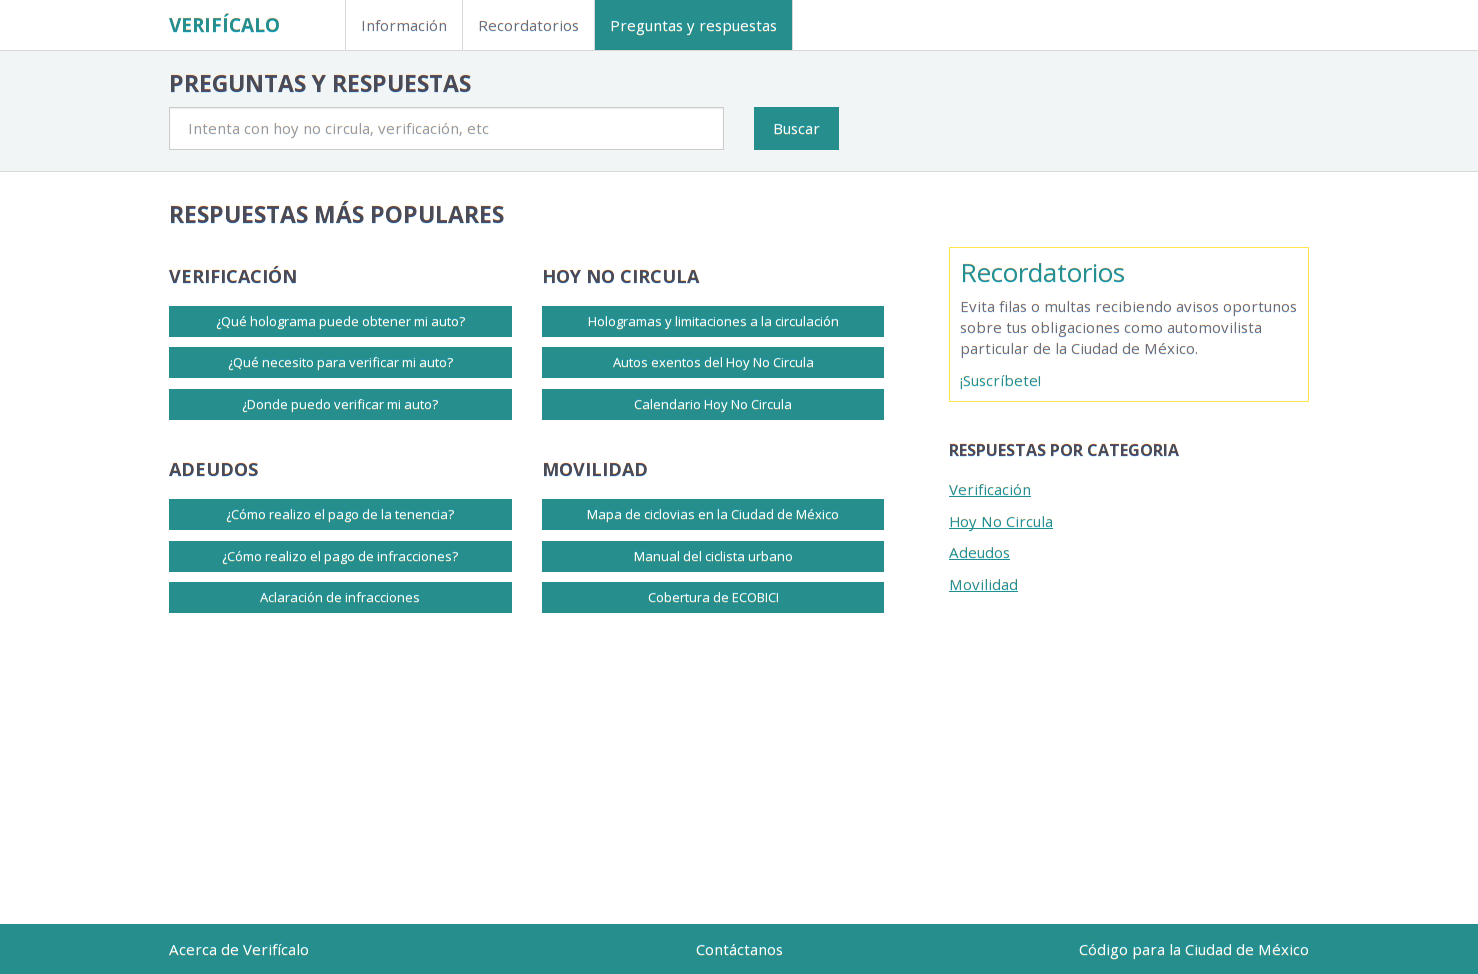 VERIFÍCALO
Información
Recordatorios
Preguntas y respuestas
PREGUNTAS Y RESPUESTAS
Intenta con hoy no circula, verificación, etc
Buscar
RESPUESTAS MÁS POPULARES
VERIFICACIÓN
¿Qué holograma puede obtener mi auto?
¿Qué necesito para verificar mi auto?
¿Donde puedo verificar mi auto?
HOY NO CIRCULA
Hologramas y limitaciones a la circulación
Autos exentos del Hoy No Circula
Calendario Hoy No Circula
ADEUDOS
¿Cómo realizo el pago de la tenencia?
¿Cómo realizo el pago de infracciones?
Aclaración de infracciones
MOVILIDAD
Mapa de ciclovias en la Ciudad de México
Manual del ciclista urbano
Cobertura de ECOBICI
Recordatorios
Evita filas o multas recibiendo avisos oportunos
sobre tus obligaciones como automovilista
particular de la Ciudad de México.
¡Suscríbete!
RESPUESTAS POR CATEGORIA
Verificación
Hoy No Circula
Adeudos
Movilidad
Acerca de Verifícalo
Contáctanos
Código para la Ciudad de México